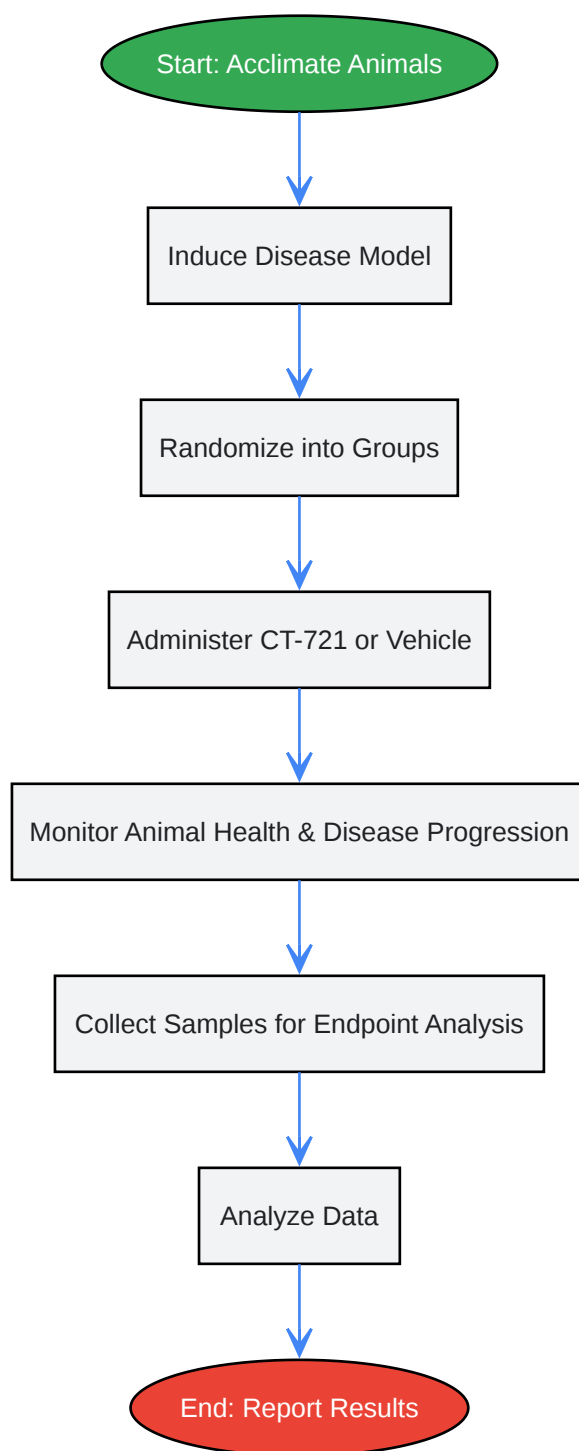 Start: Acclimate Animals
Induce Disease Model
Randomize into Groups
Administer CT-721 or Vehicle
Monitor Animal Health & Disease Progression
Collect Samples for Endpoint Analysis
Analyze Data
End: Report Results